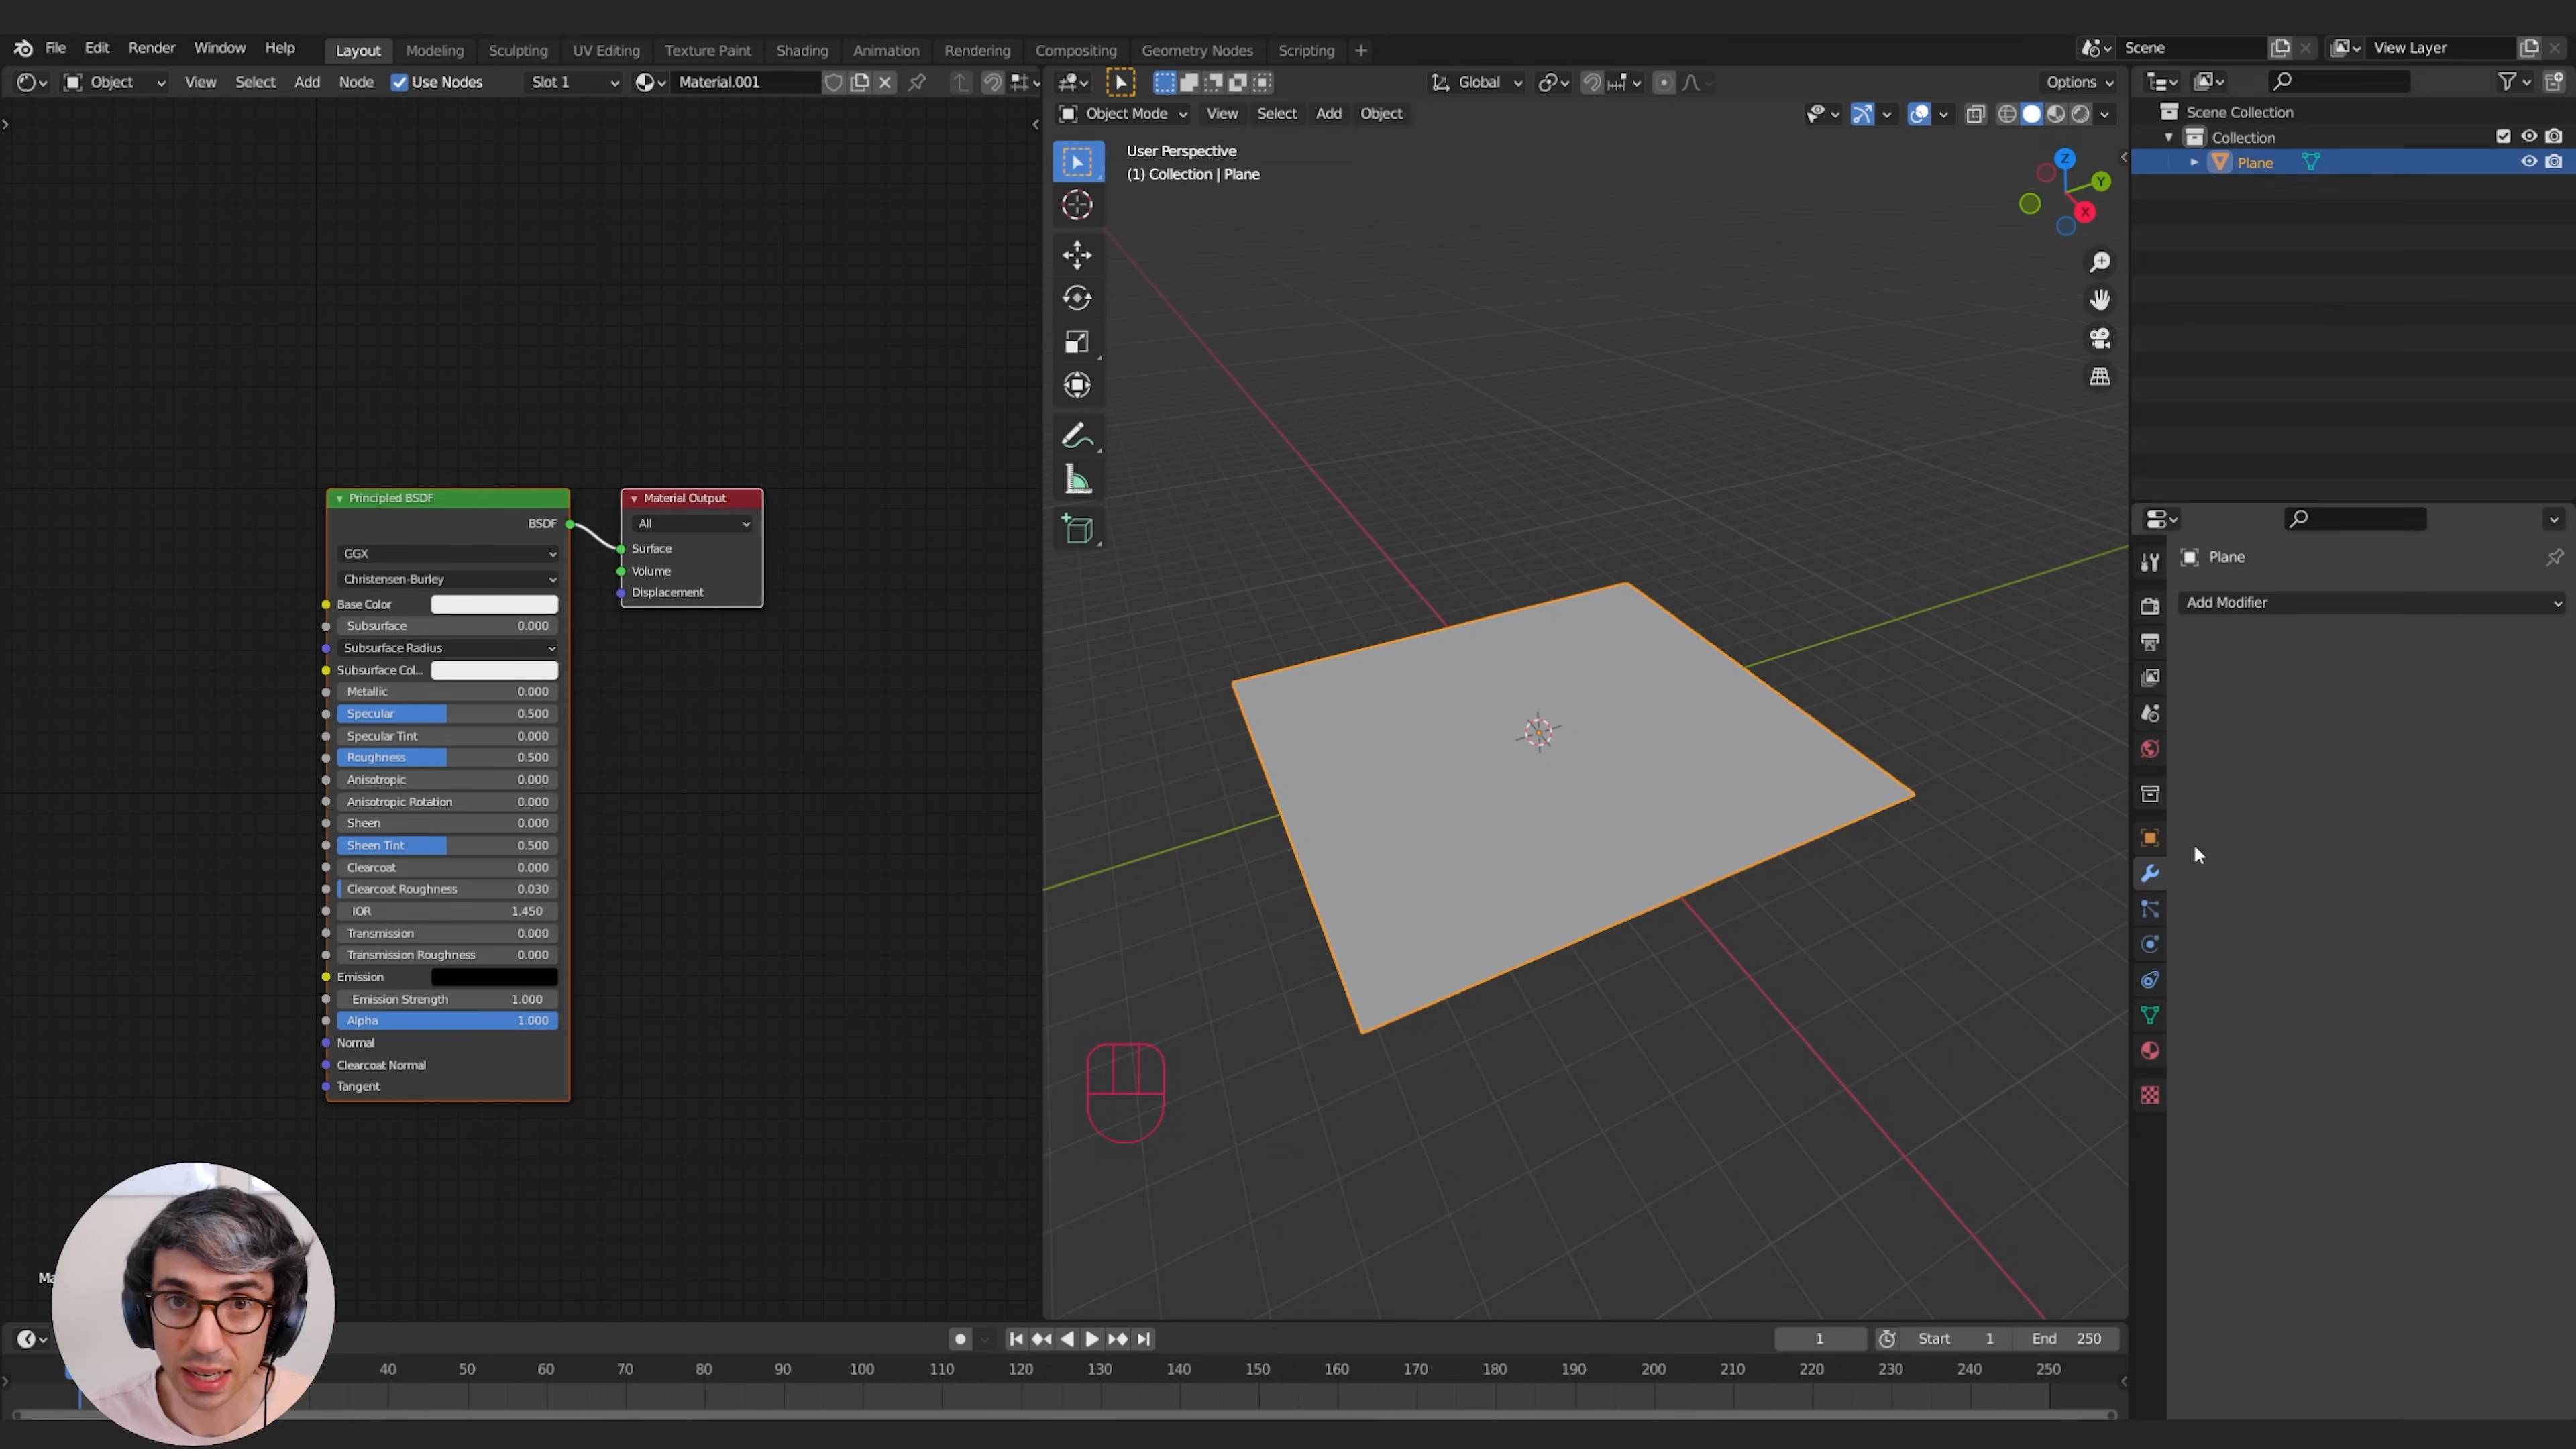 File Edit Render Window Help Layout Modeling Sculpting UV Editing Texture Paint Shading Animation Rendering Compositing Geometry Nodes Scripting + Scene View Layer
Object View Select Add Node Use Nodes Slot 1 Material.001 Global Options
Object Mode View Select Add Object
Scene Collection
Collection
Plane
User Perspective
(1) Collection | Plane
Z
Y
X
Principled BSDF
BSDF
GGX
Christensen-Burley
Base Color
Subsurface 0.000
Subsurface Radius
Subsurface Col...
Metallic 0.000
Specular 0.500
Specular Tint 0.000
Roughness 0.500
Anisotropic 0.000
Anisotropic Rotation 0.000
Sheen 0.000
Sheen Tint 0.500
Clearcoat 0.000
Clearcoat Roughness 0.030
IOR 1.450
Transmission 0.000
Transmission Roughness 0.000
Emission
Emission Strength 1.000
Alpha 1.000
Normal
Clearcoat Normal
Tangent
Material Output
All
Surface
Volume
Displacement
Plane
Add Modifier
1 Start 1 End 250
40 50 60 70 80 90 100 110 120 130 140 150 160 170 180 190 200 210 220 230 240 250